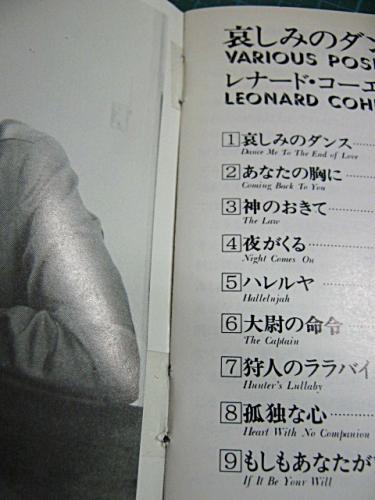 哀しみのダン
VARIOUS POS
レナード・コーエ
LEONARD COH
1 哀しみのダンス
Dance Me To The End of Love
2 あなたの胸に
Coming Back To You
3 神のおきて
The Law
4 夜がくる
Night Comes On
5 ハレルヤ
Hallelujah
6 大尉の命令
The Captain
7 狩人のララバイ
Hunter's Lullaby
8 孤独な心
Heart With No Companion
9 もしもあなたが
If It Be Your Will